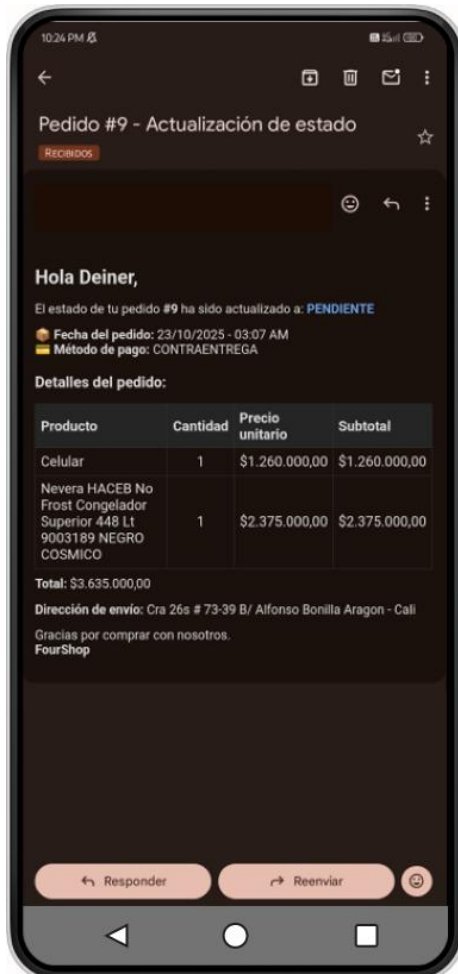 10:24 PM
Pedido #9 - Actualización de estado
RECIBIDOS
Hola Deiner,
El estado de tu pedido #9 ha sido actualizado a: PENDIENTE
📦 Fecha del pedido: 23/10/2025 - 03:07 AM
💳 Método de pago: CONTRAENTREGA
Detalles del pedido:
Producto Cantidad Precio unitario Subtotal
Celular 1 $1.260.000,00 $1.260.000,00
Nevera HACEB No
Frost Congelador
Superior 448 Lt 1 $2.375.000,00 $2.375.000,00
9003189 NEGRO
COSMICO
Total: $3.635.000,00
Dirección de envío: Cra 26s # 73-39 B/ Alfonso Bonilla Aragon - Cali
Gracias por comprar con nosotros.
FourShop
Responder
Reenviar